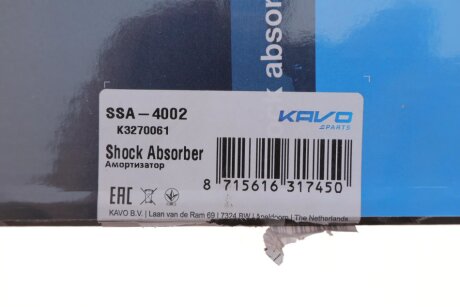 k absor
SSA-4002
K3270061
KAVO
PARTS
Shock Absorber
Амортизатор
EAC
8 715616 317450
KAVO B.V. | Laan van de Ram 69 | 7324 BW | Apeldoorn | The Netherlands